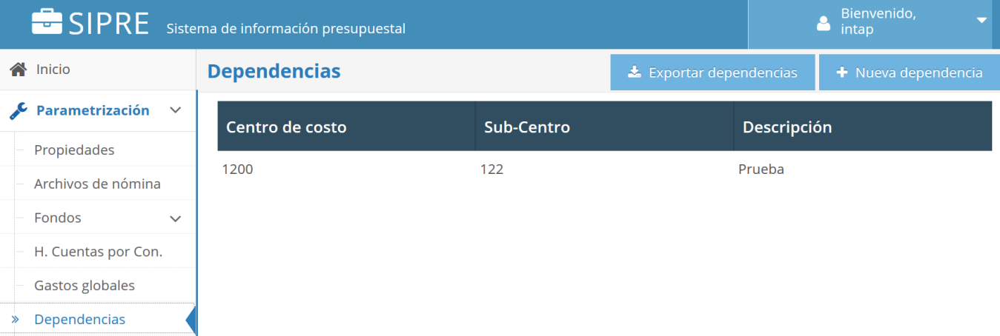 SIPRE Sistema de información presupuestal
Bienvenido,
intap
Inicio
Parametrización
Propiedades
Archivos de nómina
Fondos
H. Cuentas por Con.
Gastos globales
Dependencias
Dependencias
Exportar dependencias
Nueva dependencia
Centro de costo Sub-Centro Descripción
1200 122 Prueba